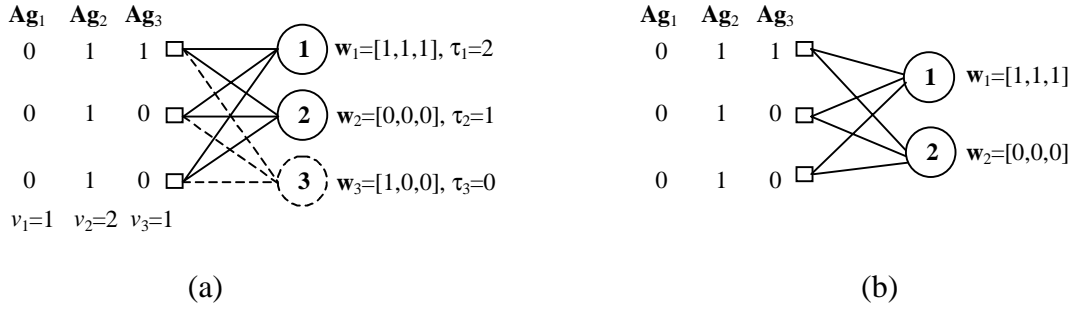 Ag1 Ag2 Ag3
0 1 1 1 w1=[1,1,1], τ1=2
0 1 0 2 w2=[0,0,0], τ2=1
0 1 0 3 w3=[1,0,0], τ3=0
v1=1 v2=2 v3=1
(a)
Ag1 Ag2 Ag3
0 1 1
1 w1=[1,1,1]
0 1 0
2 w2=[0,0,0]
0 1 0
(b)